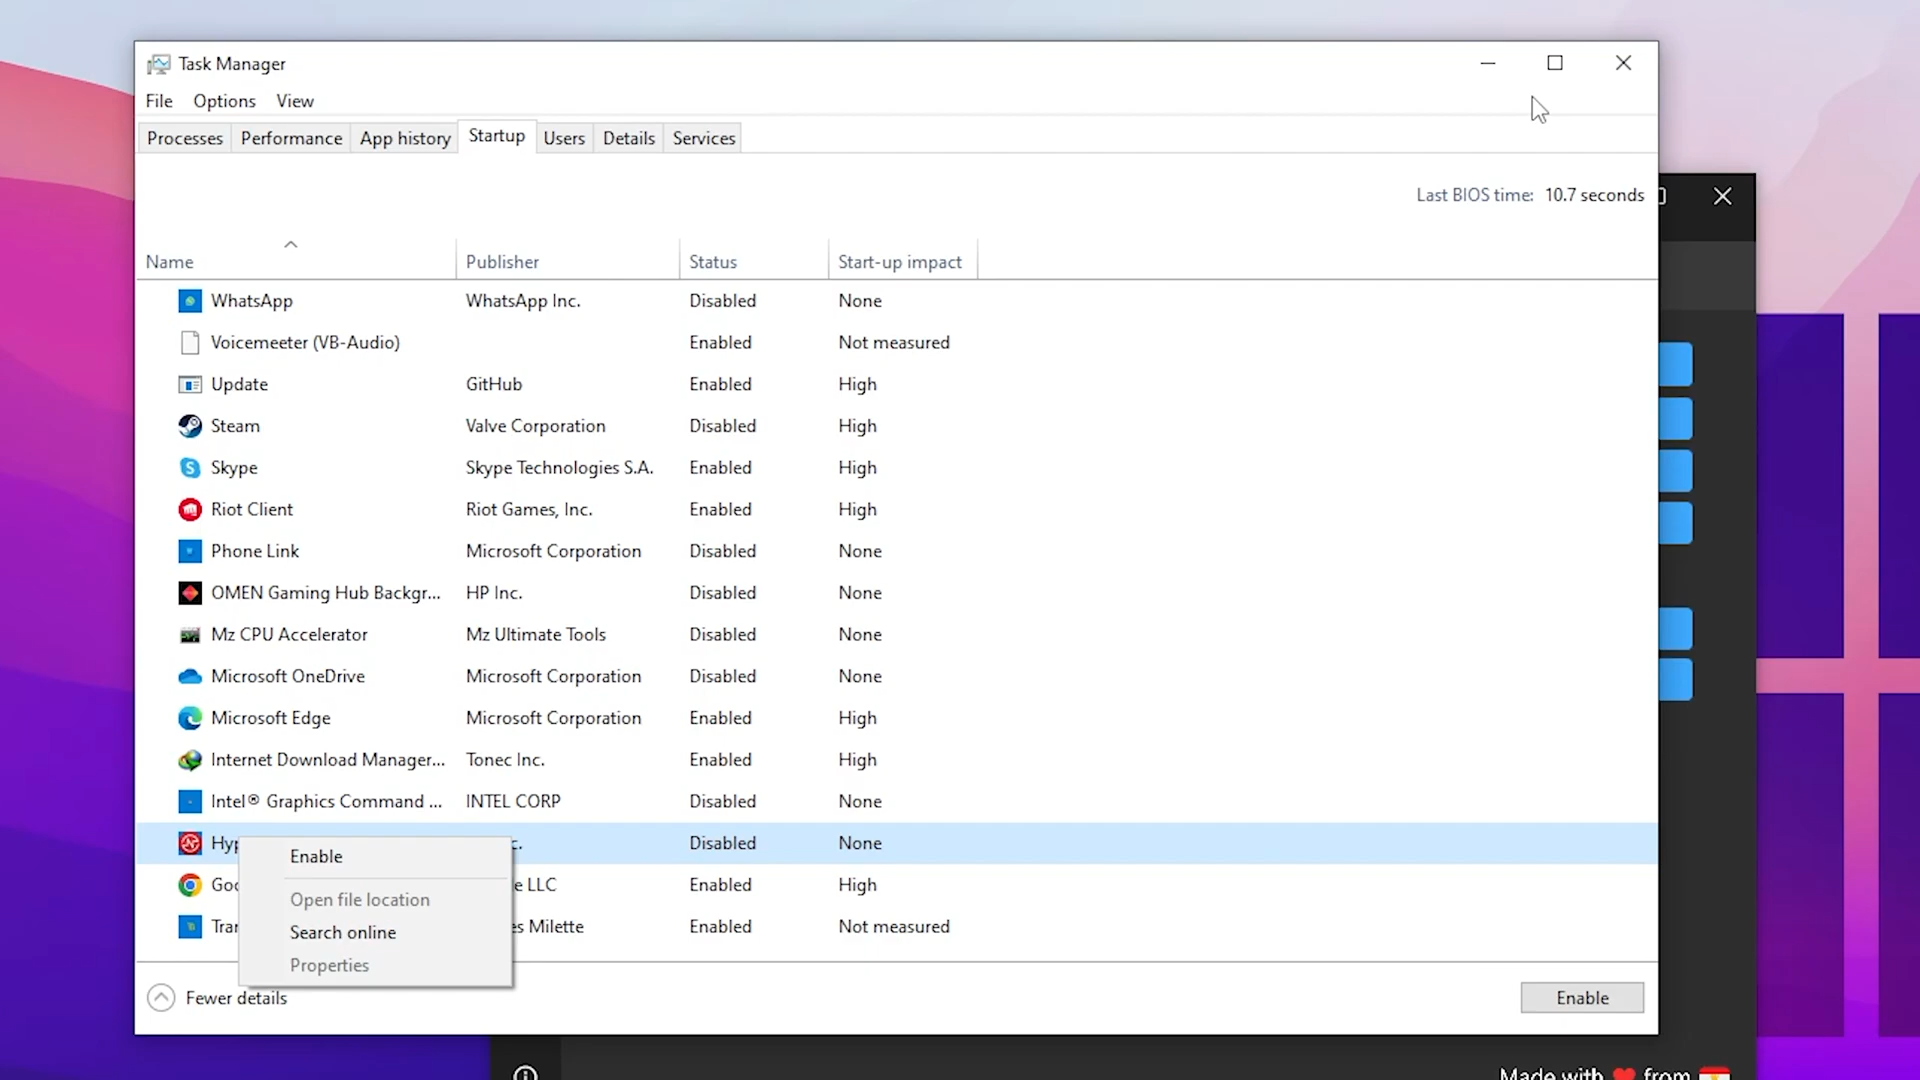 Task Manager
File Options View
Processes Performance App history Startup Users Details Services
Last BIOS time: 10.7 seconds
Name Publisher Status Start-up impact
WhatsApp WhatsApp Inc. Disabled None
Voicemeeter (VB-Audio) Enabled Not measured
Update GitHub Enabled High
Steam Valve Corporation Disabled High
Skype Skype Technologies S.A. Enabled High
Riot Client Riot Games, Inc. Enabled High
Phone Link Microsoft Corporation Disabled None
OMEN Gaming Hub Backgr... HP Inc. Disabled None
Mz CPU Accelerator Mz Ultimate Tools Disabled None
Microsoft OneDrive Microsoft Corporation Disabled None
Microsoft Edge Microsoft Corporation Enabled High
Internet Download Manager... Tonec Inc. Enabled High
Intel® Graphics Command ... INTEL CORP Disabled None
Disabled None
Enable
LLC Enabled High
Open file location
Milette Enabled Not measured
Search online
Properties
Fewer details Enable
Made with ❤ from